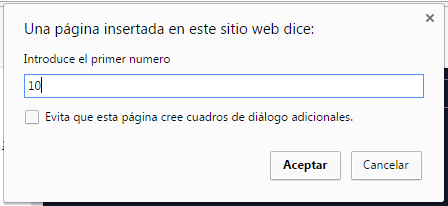 Una página insertada en este sitio web dice:
Introduce el primer numero
10
Evita que esta página cree cuadros de diálogo adicionales.
Aceptar
Cancelar